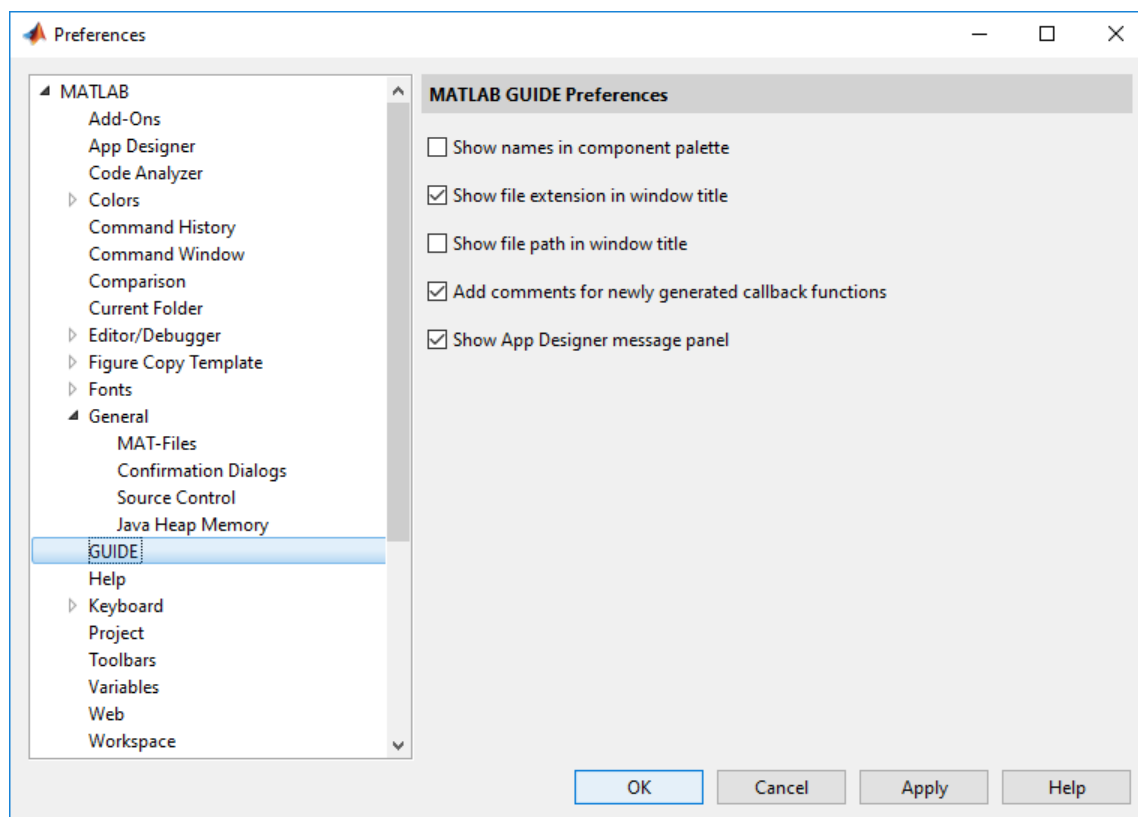 Preferences
MATLAB
Add-Ons
App Designer
Code Analyzer
Colors
Command History
Command Window
Comparison
Current Folder
Editor/Debugger
Figure Copy Template
Fonts
General
MAT-Files
Confirmation Dialogs
Source Control
Java Heap Memory
GUIDE
Help
Keyboard
Project
Toolbars
Variables
Web
Workspace
MATLAB GUIDE Preferences
Show names in component palette
Show file extension in window title
Show file path in window title
Add comments for newly generated callback functions
Show App Designer message panel
OK
Cancel
Apply
Help